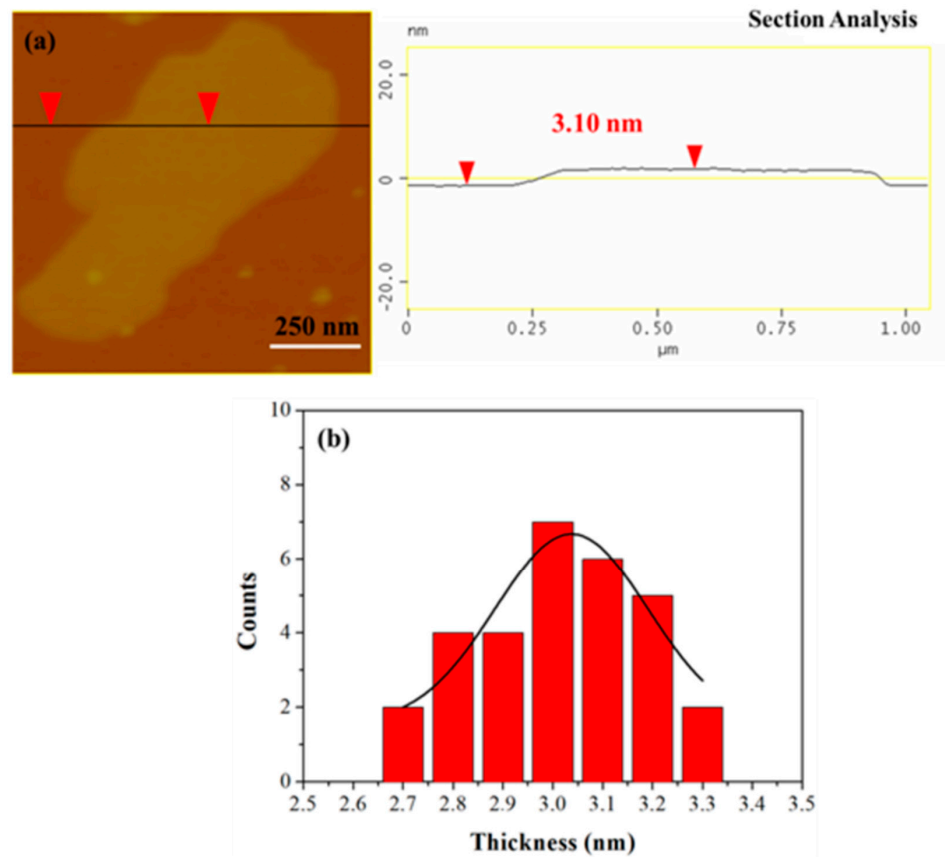 (a)
250 nm
Section Analysis
nm
20.0
0
-20.0
3.10 nm
0 0.25 0.50 0.75 1.00
µm
(b)
Counts
10
8
6
4
2
0
2.5 2.6 2.7 2.8 2.9 3.0 3.1 3.2 3.3 3.4 3.5
Thickness (nm)